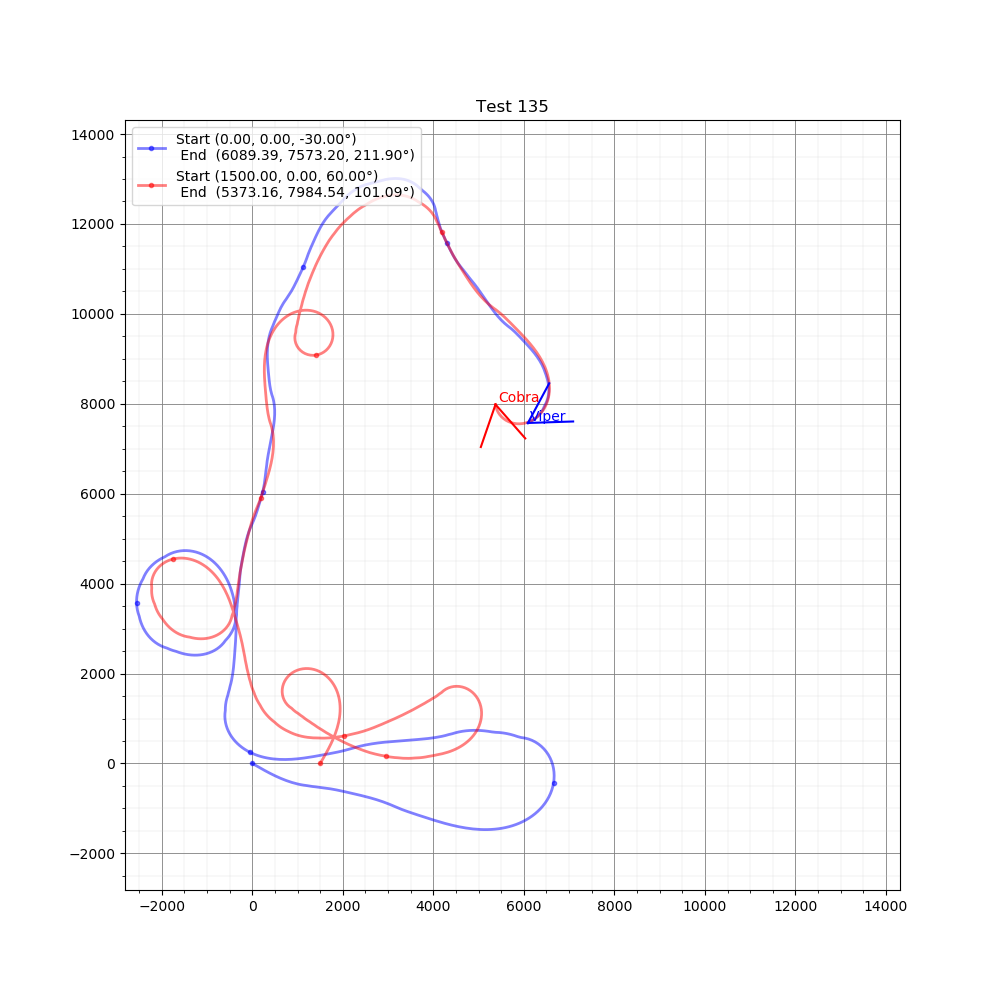 Test 135
Start (0.00, 0.00, -30.00°)
End (6089.39, 7573.20, 211.90°)
Start (1500.00, 0.00, 60.00°)
End (5373.16, 7984.54, 101.09°)
14000
12000
10000
8000
6000
4000
2000
0
−2000
Cobra
Viper
−2000 0 2000 4000 6000 8000 10000 12000 14000